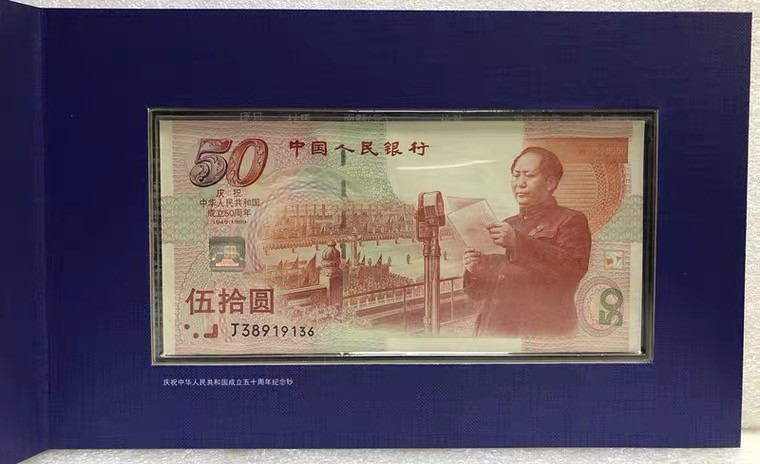 50
中国人民银行
庆祝
中华人民共和国
成立50周年
1949-1999
伍拾圆
J38919136
50
庆祝中华人民共和国成立五十周年纪念钞